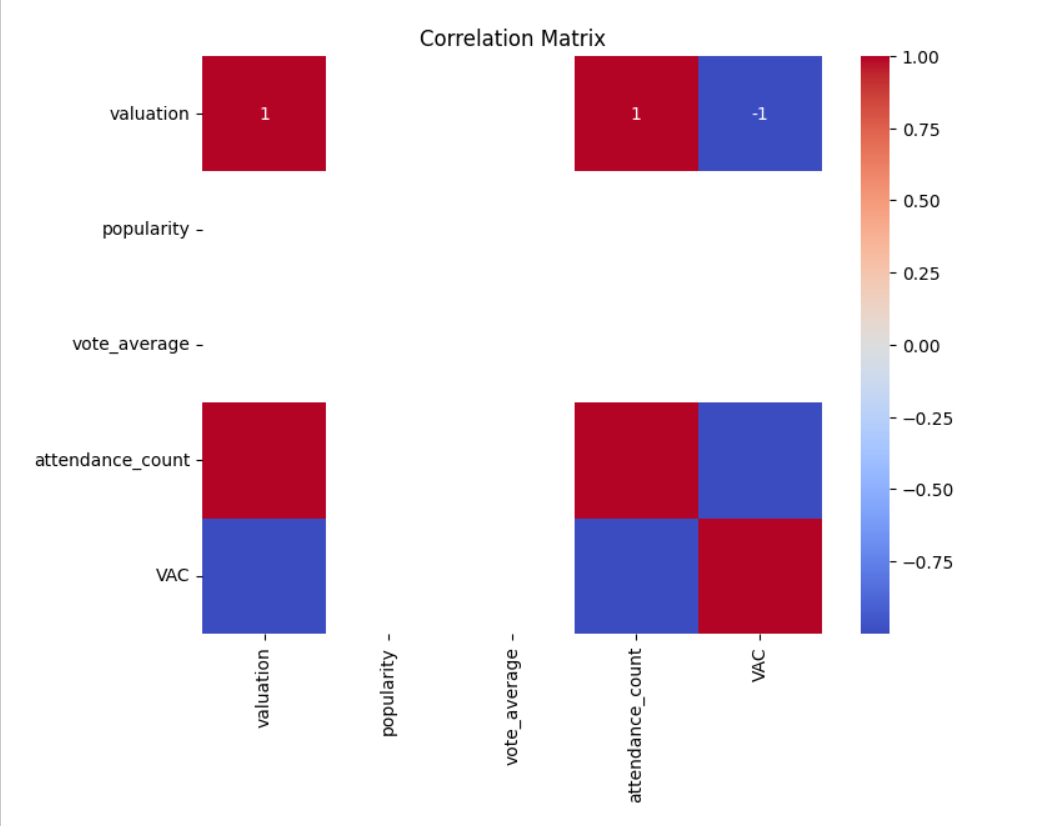 Correlation Matrix
valuation
1
1
-1
popularity
vote_average
attendance_count
VAC
valuation
popularity
vote_average
attendance_count
VAC
1.00
0.75
0.50
0.25
0.00
−0.25
−0.50
−0.75